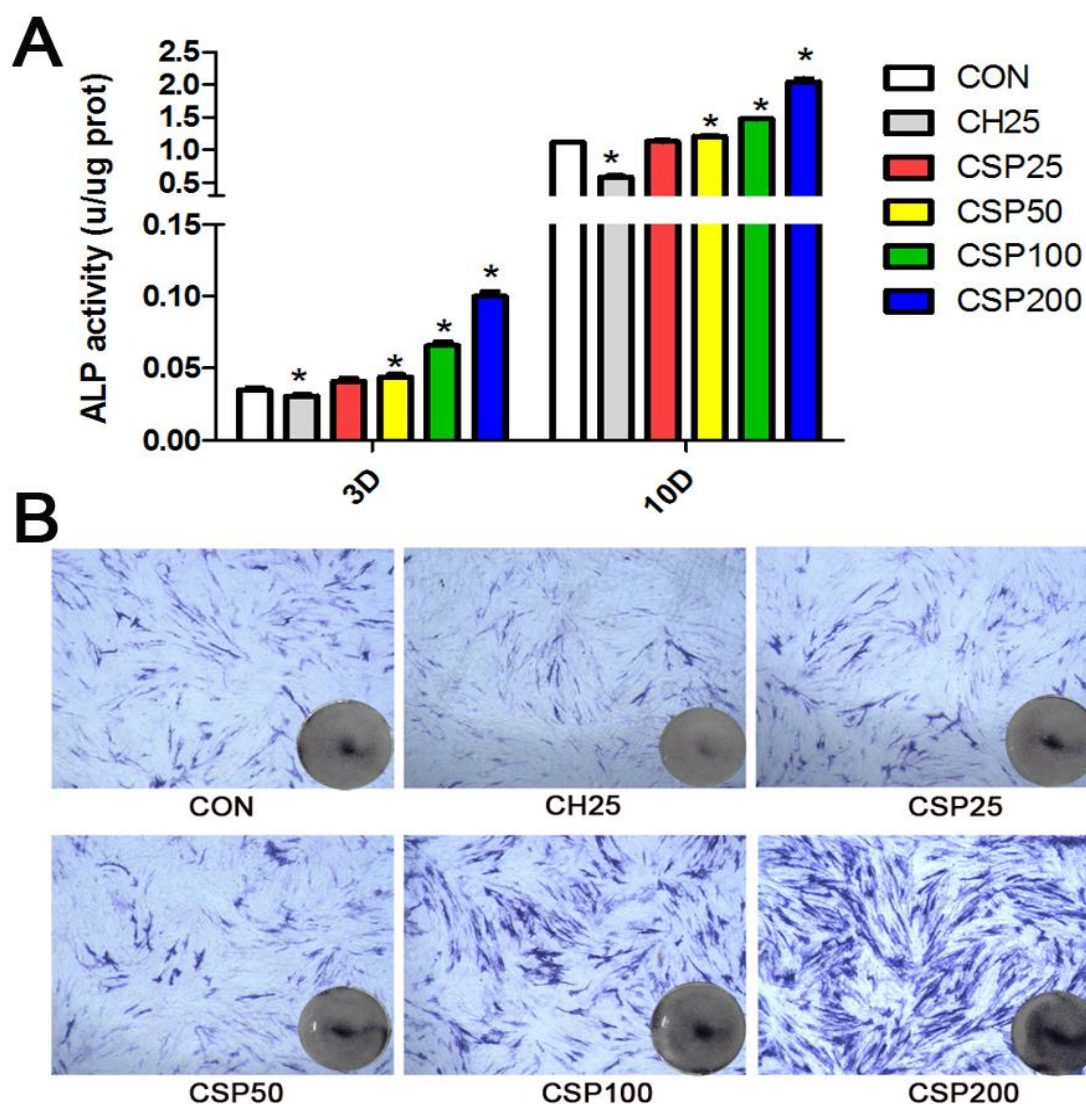 A
ALP activity (u/ug prot)
2.5
2.0
1.5
1.0
0.5
0.15
0.10
0.05
0.00
*
*
*
*
*
*
*
*
3D
10D
CON
CH25
CSP25
CSP50
CSP100
CSP200
B
CON
CH25
CSP25
CSP50
CSP100
CSP200